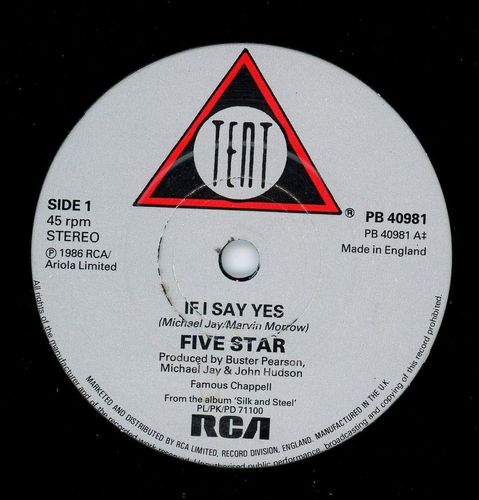 TENT
®
SIDE 1
45 rpm
STEREO
℗ 1986 RCA/
Ariola Limited
PB 40981
PB 40981 A‡
Made in England
IF I SAY YES
(Michael Jay/Marvin Morrow)
FIVE STAR
Produced by Buster Pearson,
Michael Jay & John Hudson
Famous Chappell
From the album 'Silk and Steel'
PL/PK/PD 71100
RCA
MARKETED AND DISTRIBUTED BY RCA LIMITED, RECORD DIVISION, ENGLAND. MANUFACTURED IN THE U.K.
All rights of the manufacturer and of the owner of the recorded work reserved. Unauthorised public performance, broadcasting and copying of this record prohibited.